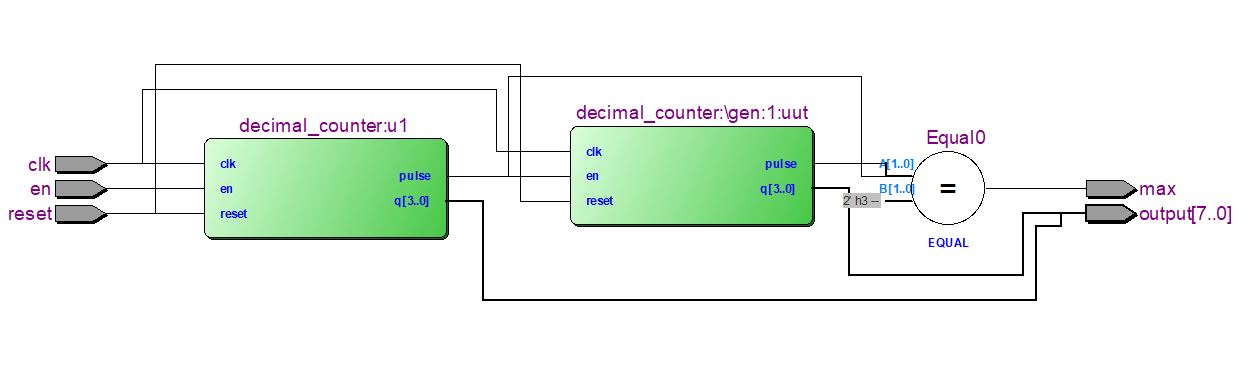 decimal_counter:u1
clk
en
reset
clk
en
reset
pulse
q[3..0]
decimal_counter:\gen:1:uut
clk
en
reset
pulse
q[3..0]
Equal0
A[1..0]
B[1..0]
2' h3 --
=
EQUAL
max
output[7..0]